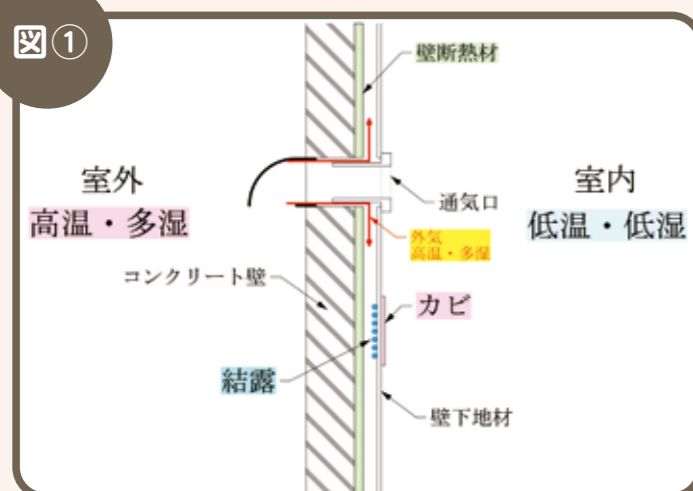 図①
壁断熱材
室外
高温・多湿
通気口
室内
低温・低湿
外気
高温・多湿
コンクリート壁
カビ
結露
壁下地材